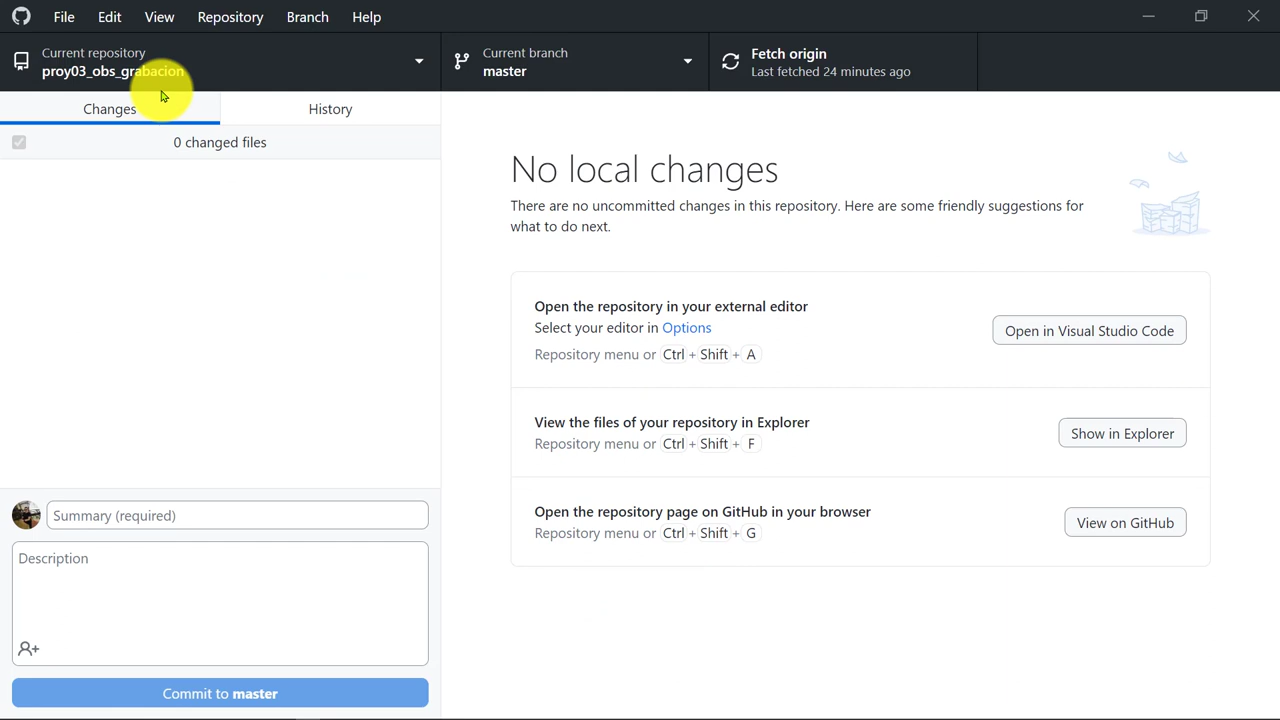 File Edit View Repository Branch Help
Current repository
proy03_obs_grabacion
Current branch
master
Fetch origin
Last fetched 24 minutes ago
Changes
History
0 changed files
No local changes
There are no uncommitted changes in this repository. Here are some friendly suggestions for
what to do next.
Open the repository in your external editor
Select your editor in Options
Repository menu or Ctrl + Shift + A
Open in Visual Studio Code
View the files of your repository in Explorer
Repository menu or Ctrl + Shift + F
Show in Explorer
Open the repository page on GitHub in your browser
Repository menu or Ctrl + Shift + G
View on GitHub
Summary (required)
Description
Commit to master